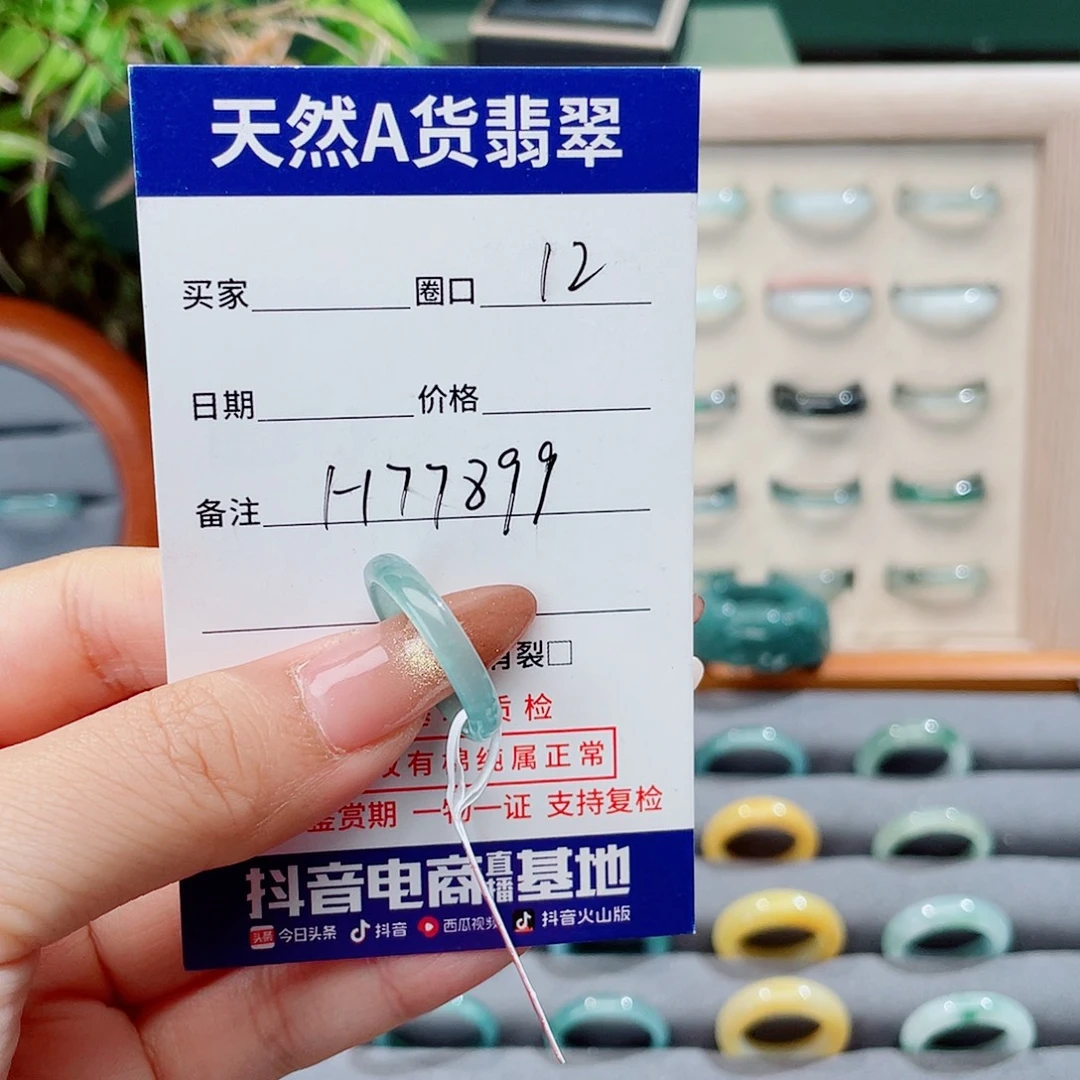 天然A货翡翠
买家 圈口 12
日期 价格
备注 H77899
裂□
质检
有棉纯属正常
鉴赏期 一物一证 支持复检
抖音电商直播基地
头条 今日头条 抖音 西瓜视频 抖音火山版